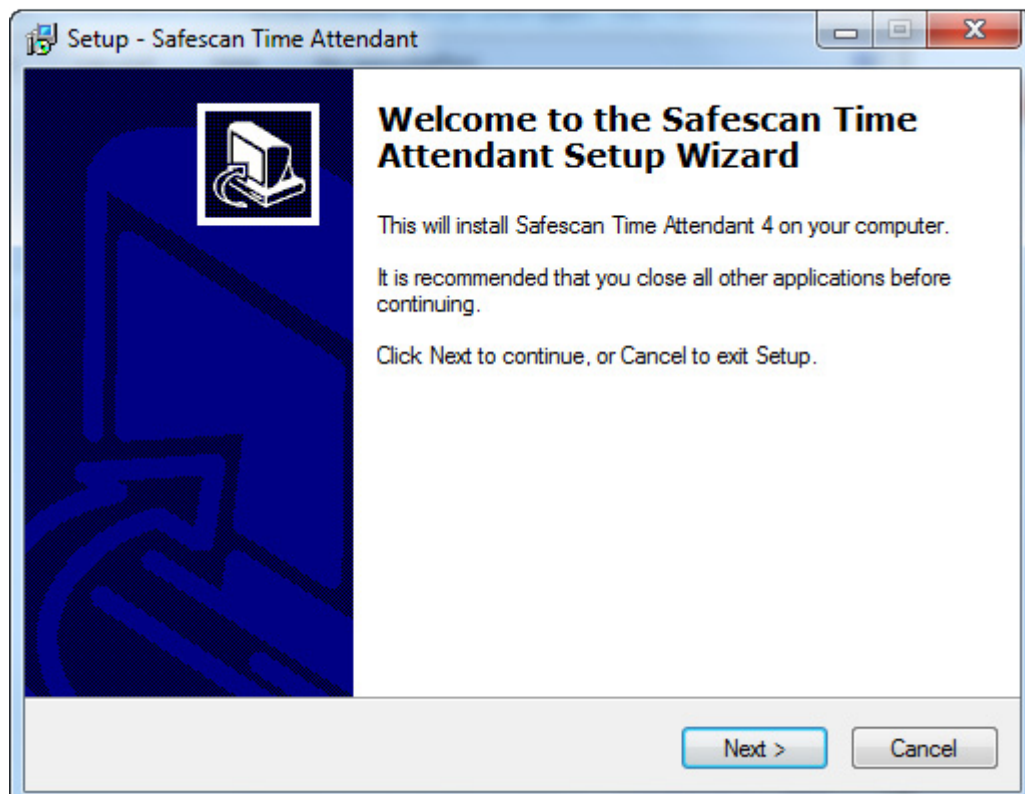 Setup - Safescan Time Attendant
Welcome to the Safescan Time
Attendant Setup Wizard
This will install Safescan Time Attendant 4 on your computer.
It is recommended that you close all other applications before
continuing.
Click Next to continue, or Cancel to exit Setup.
Next >
Cancel